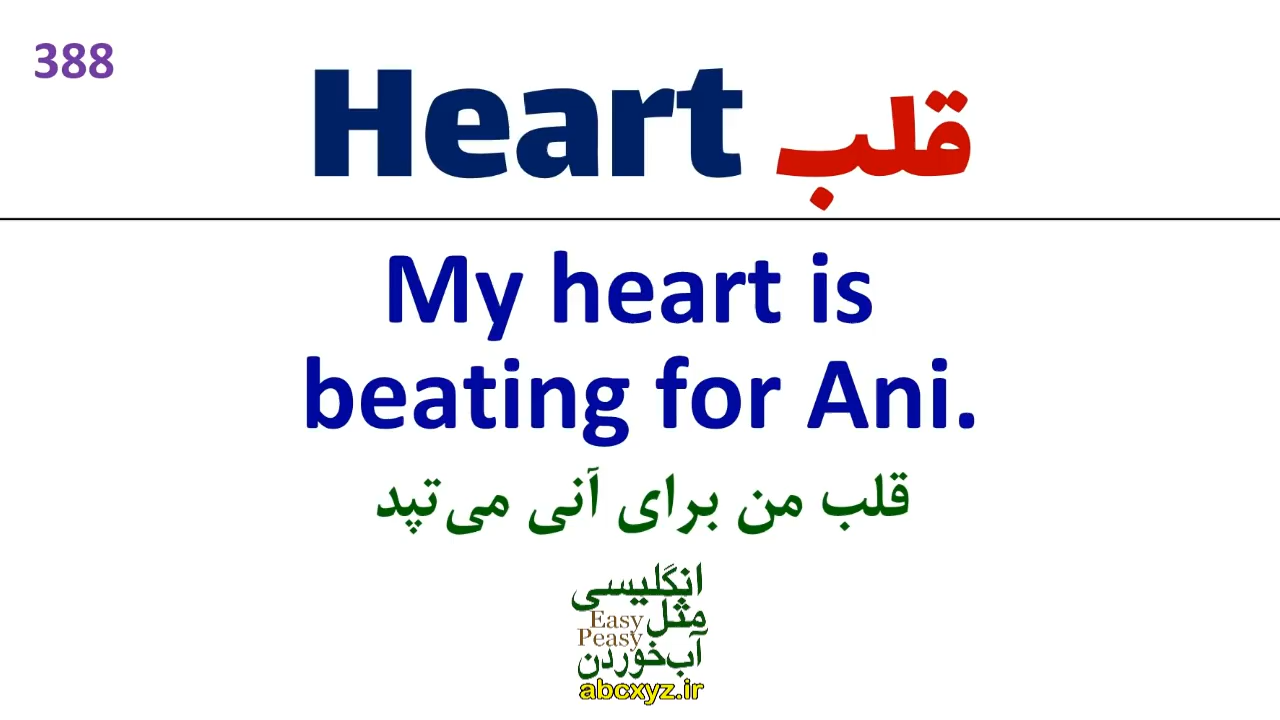 388
Heart قلب
My heart is
beating for Ani.
قلب من برای آنی می‌تپد
انگلیسی
مثل
Easy
Peasy
آب‌خوردن
abcxyz.ir